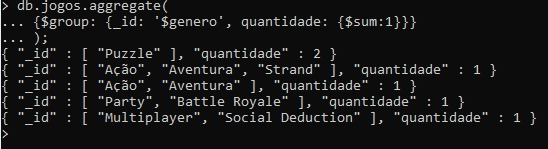 > db.jogos.aggregate(
... {$group: {_id: '$genero', quantidade: {$sum:1}}}
... );
{ "_id" : [ "Puzzle" ], "quantidade" : 2 }
{ "_id" : [ "Ação", "Aventura", "Strand" ], "quantidade" : 1 }
{ "_id" : [ "Ação", "Aventura" ], "quantidade" : 1 }
{ "_id" : [ "Party", "Battle Royale" ], "quantidade" : 1 }
{ "_id" : [ "Multiplayer", "Social Deduction" ], "quantidade" : 1 }
>